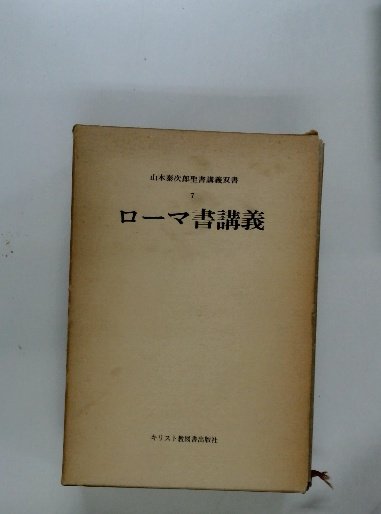 山本泰次郎聖書講義双書
7
ローマ書講義
キリスト教図書出版社